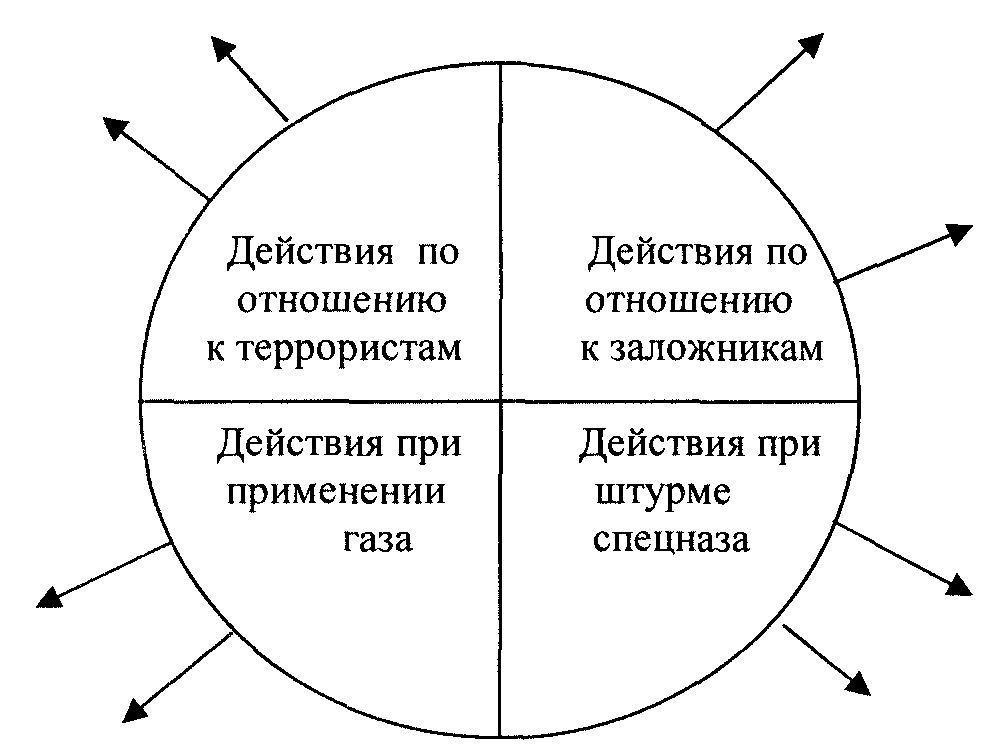 Действия по
отношению
к террористам
Действия по
отношению
к заложникам
Действия при
применении
газа
Действия при
штурме
спецназа